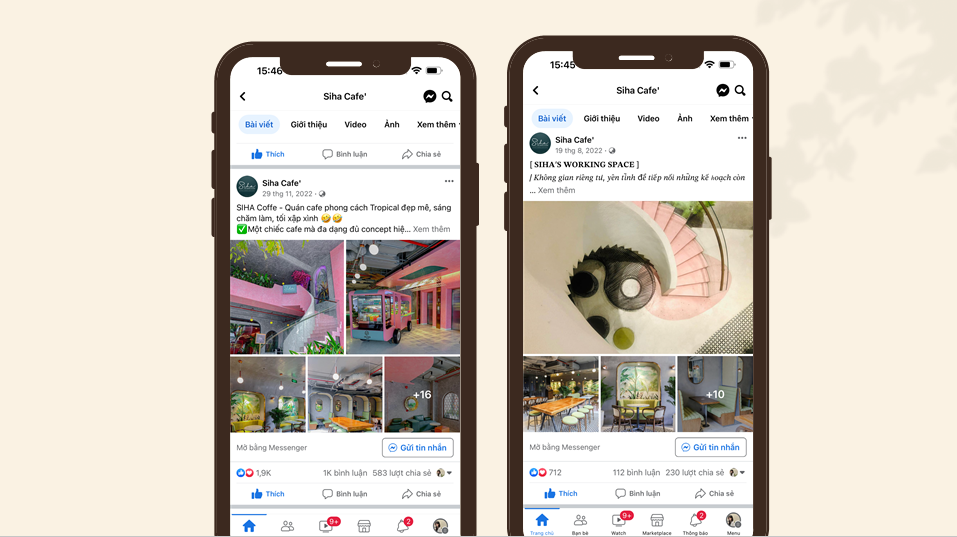 15:46
Siha Cafe'
Bài viết Giới thiệu Video Ảnh Xem thêm
Thích Bình luận Chia sẻ
Siha Cafe'
29 thg 11, 2022
SIHA Coffe - Quán cafe phong cách Tropical đẹp mê, sáng
chăm làm, tối xập xình 🤣🤣
✅Một chiếc cafe mà đa dạng đủ concept hiệ... Xem thêm
+16
Mở bằng Messenger
Gửi tin nhắn
1,9K 1K bình luận 583 lượt chia sẻ
Thích Bình luận Chia sẻ
9+
2
15:45
Siha Cafe'
Bài viết Giới thiệu Video Ảnh Xem thêm
Siha Cafe'
19 thg 8, 2022
[ SIHA'S WORKING SPACE ]
/ Không gian riêng tư, yên tĩnh để tiếp nối những kế hoạch còn
... Xem thêm
+10
Mở bằng Messenger
Gửi tin nhắn
712 112 bình luận 230 lượt chia sẻ
Thích Bình luận Chia sẻ
9+
2
Trang chủ Bạn bè Watch Marketplace Thông báo Menu